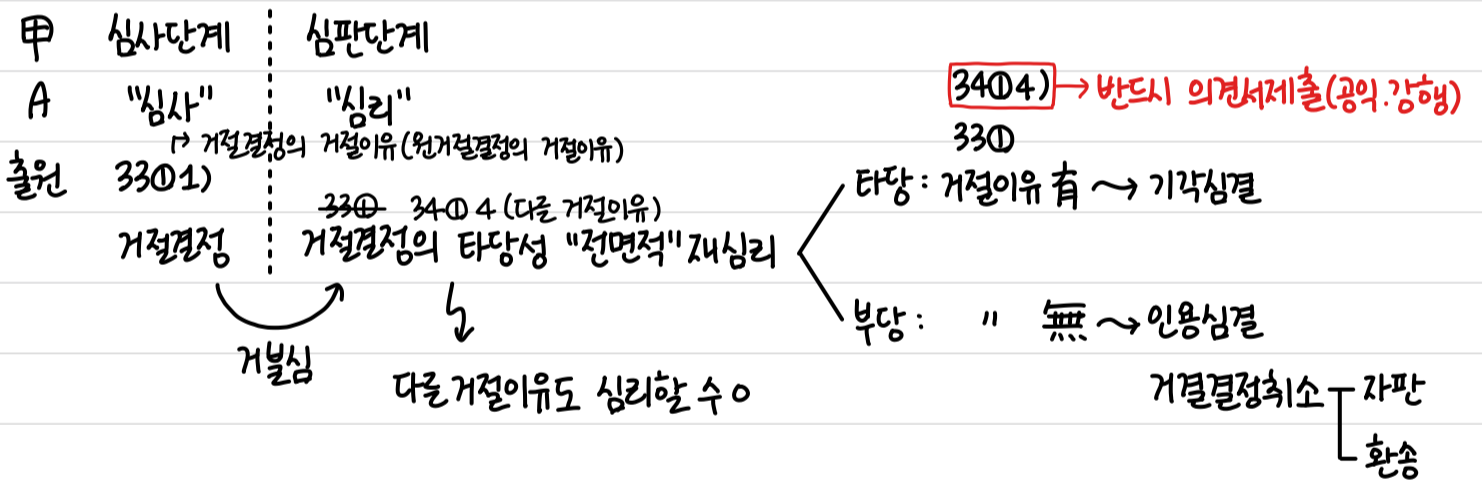 甲 심사단계 심판단계
A "심사" "심리" 34①4) → 반드시 의견서제출(공익.강행)
↱ 거절결정의 거절이유(원거절결정의 거절이유) 33①
출원 33①1) 타당: 거절이유 有 ⤳ 기각심결
33① 34①4 (다른 거절이유)
거절결정 거절결정의 타당성 "전면적" 재심리
부당: 〃 無 ⤳ 인용심결
거불심
다른거절이유도 심리할 수 O 거결결정취소 자판
환송